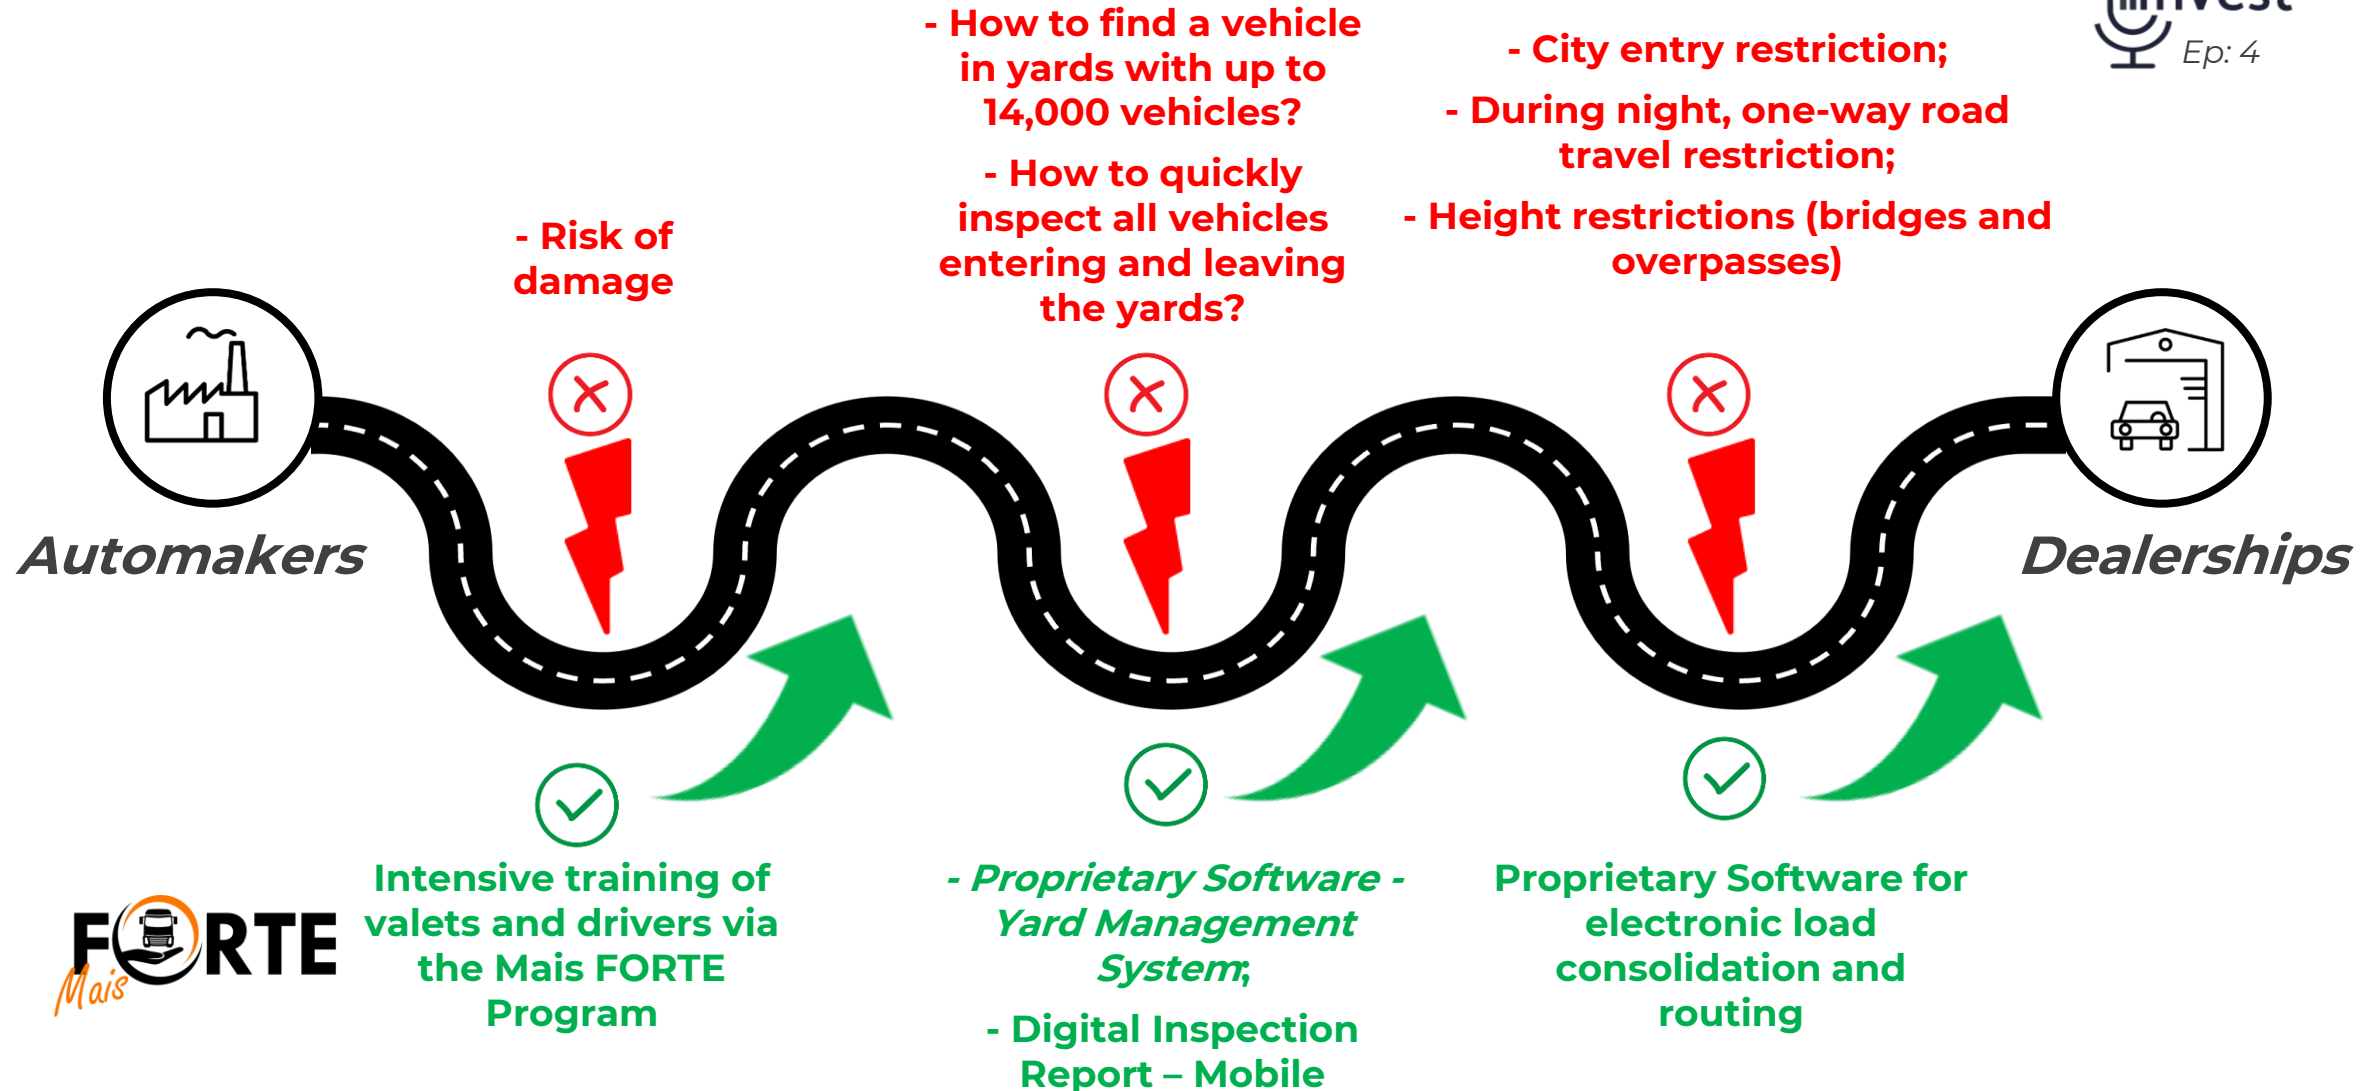 - How to find a vehicle
in yards with up to
14,000 vehicles?
- How to quickly
inspect all vehicles
entering and leaving
the yards?
- City entry restriction;
- During night, one-way road
travel restriction;
- Height restrictions (bridges and
overpasses)
Ep: 4
- Risk of
damage
Automakers
Dealerships
FORTE
Mais
Intensive training of
valets and drivers via
the Mais FORTE
Program
- Proprietary Software -
Yard Management
System;
- Digital Inspection
Report – Mobile
Proprietary Software for
electronic load
consolidation and
routing